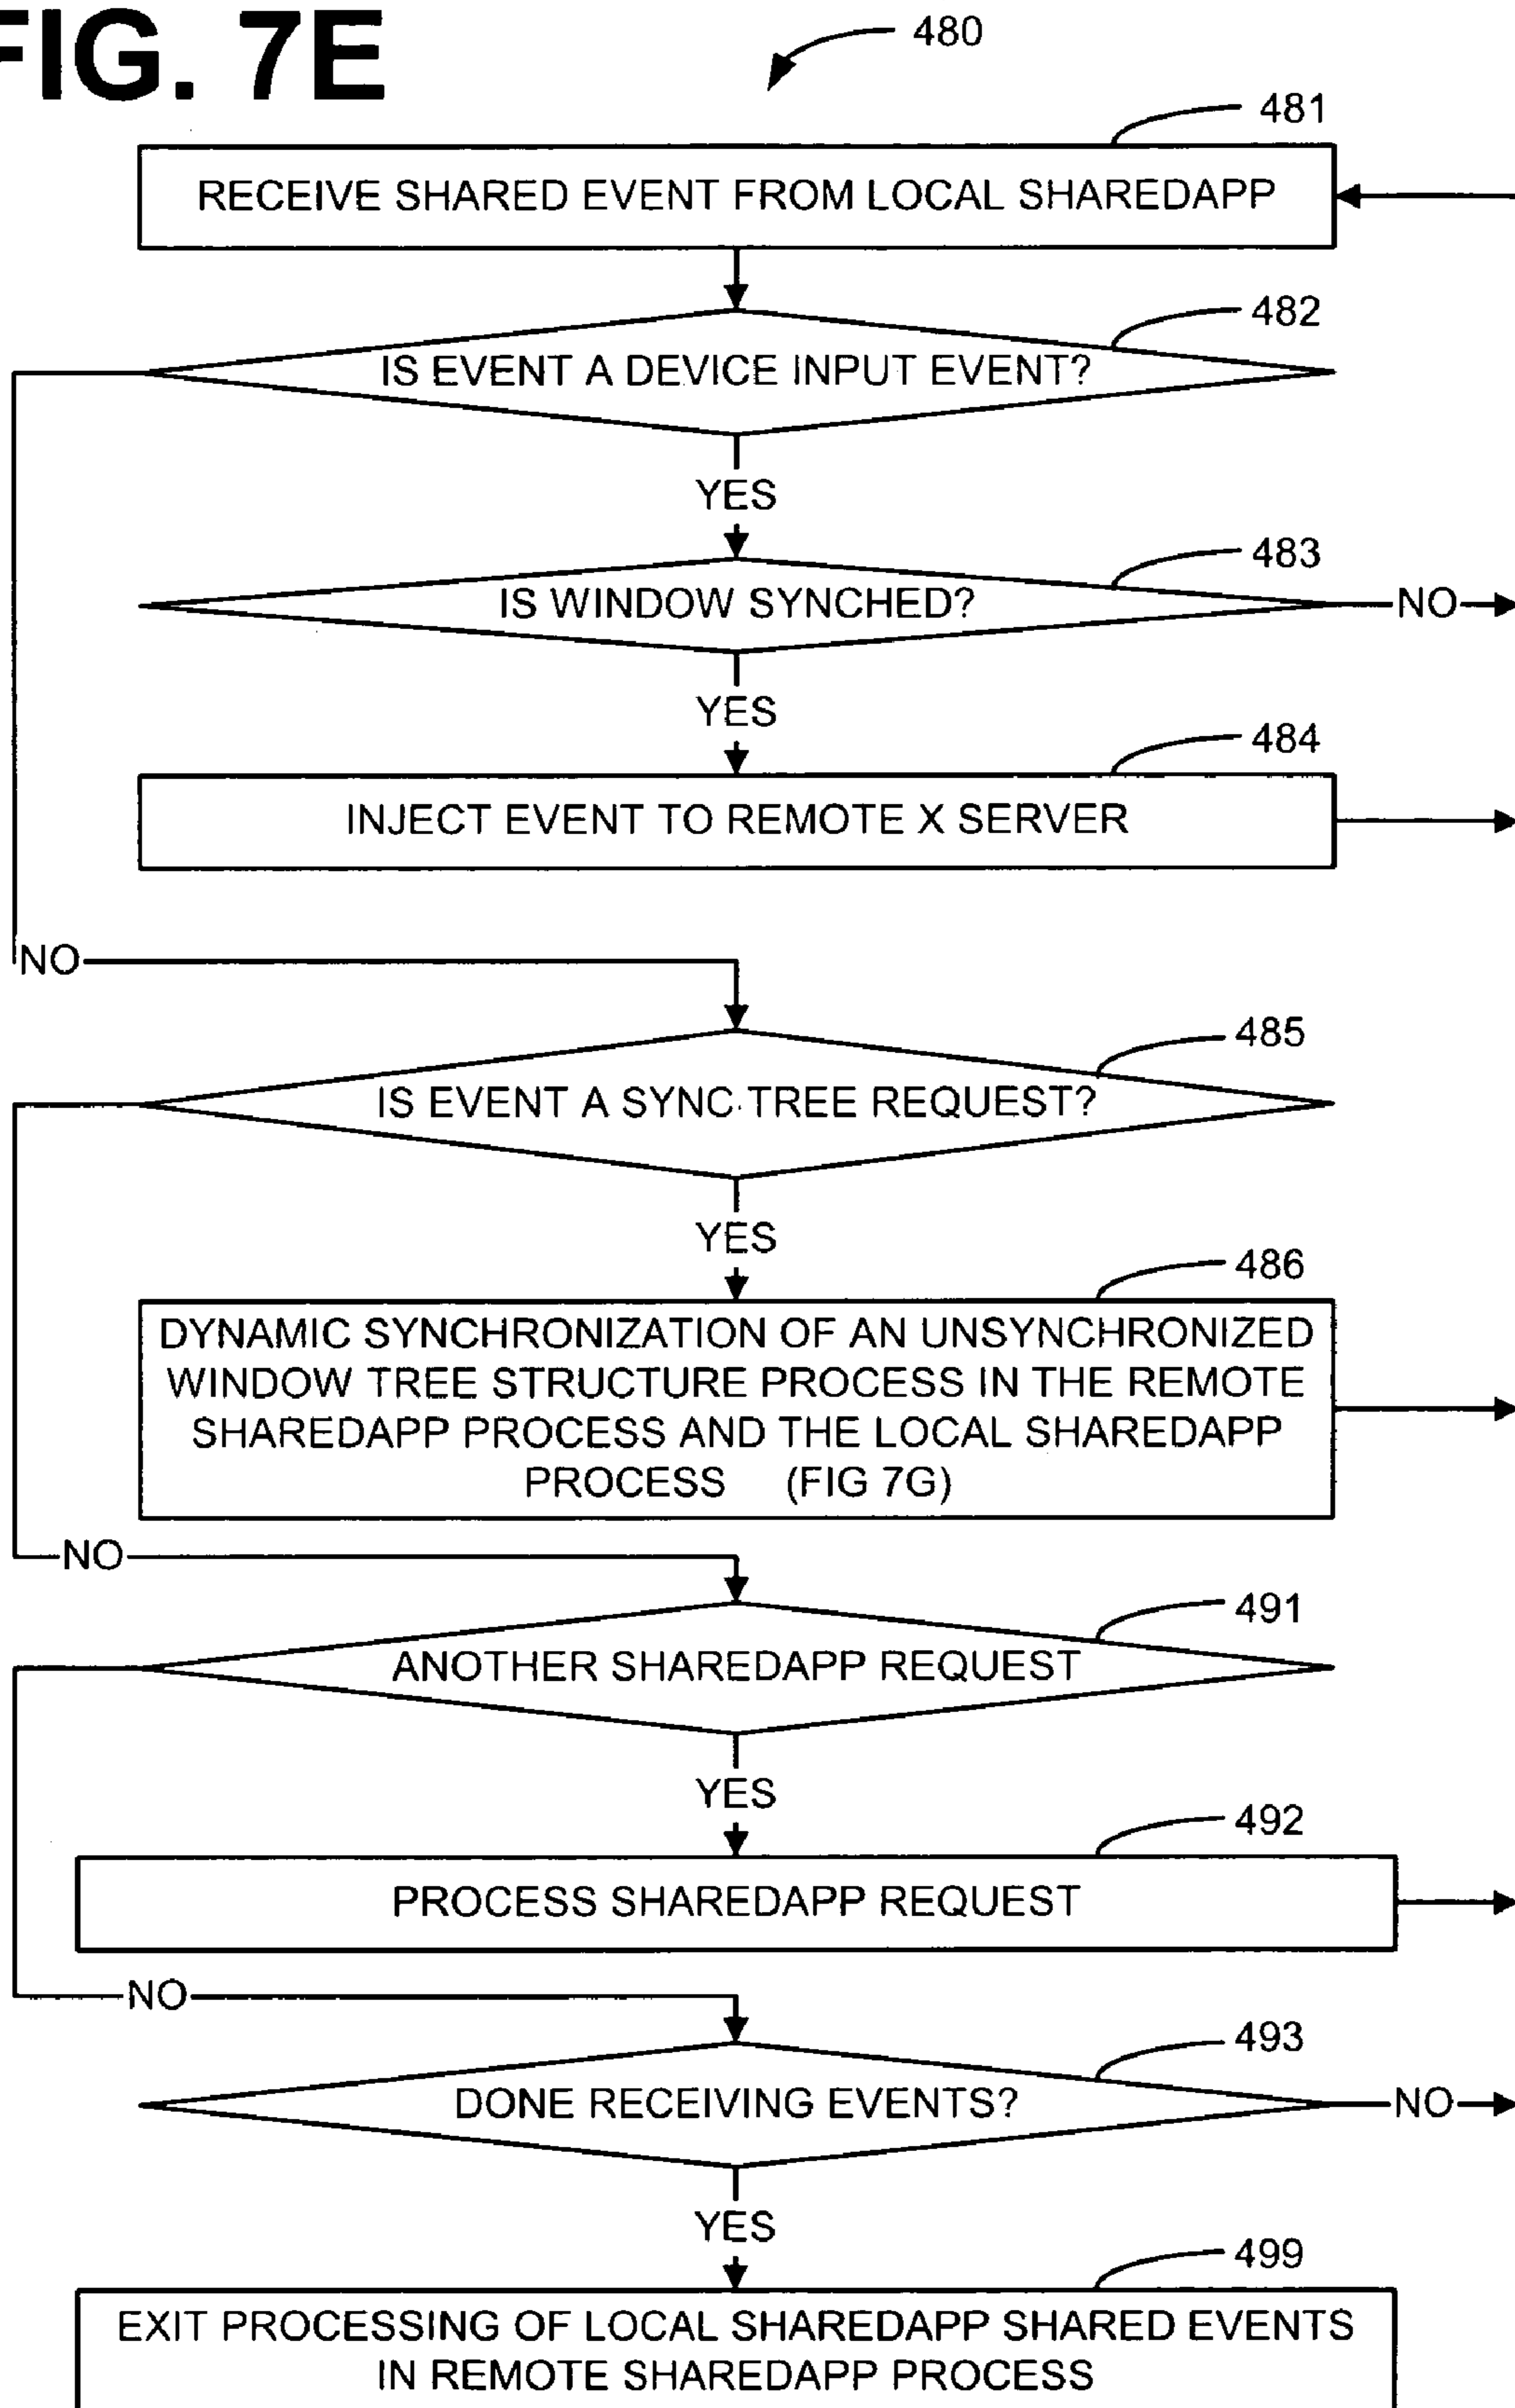 FIG. 7E
480
481
RECEIVE SHARED EVENT FROM LOCAL SHAREDAPP
482
IS EVENT A DEVICE INPUT EVENT?
YES
483
IS WINDOW SYNCHED?
NO
YES
484
INJECT EVENT TO REMOTE X SERVER
NO
485
IS EVENT A SYNC TREE REQUEST?
YES
486
DYNAMIC SYNCHRONIZATION OF AN UNSYNCHRONIZED
WINDOW TREE STRUCTURE PROCESS IN THE REMOTE
SHAREDAPP PROCESS AND THE LOCAL SHAREDAPP
PROCESS (FIG 7G)
NO
491
ANOTHER SHAREDAPP REQUEST
YES
492
PROCESS SHAREDAPP REQUEST
NO
493
DONE RECEIVING EVENTS?
NO
YES
499
EXIT PROCESSING OF LOCAL SHAREDAPP SHARED EVENTS
IN REMOTE SHAREDAPP PROCESS